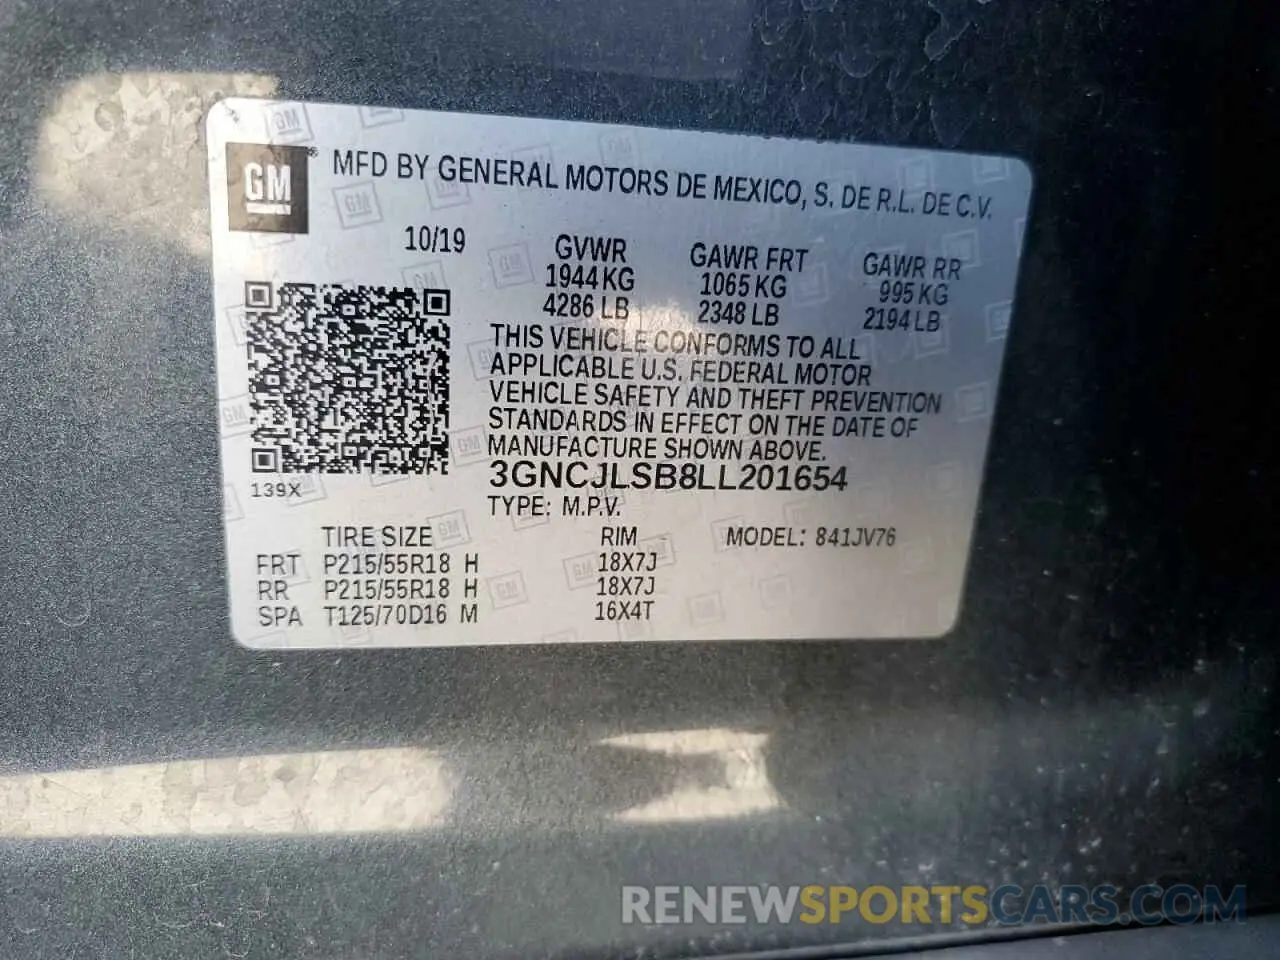 GM® MFD BY GENERAL MOTORS DE MEXICO, S. DE R.L. DE C.V.
10/19 GVWR GAWR FRT GAWR RR
1944 KG 1065 KG 995 KG
4286 LB 2348 LB 2194 LB
THIS VEHICLE CONFORMS TO ALL
APPLICABLE U.S. FEDERAL MOTOR
VEHICLE SAFETY AND THEFT PREVENTION
STANDARDS IN EFFECT ON THE DATE OF
MANUFACTURE SHOWN ABOVE.
3GNCJLSB8LL201654
139X
TYPE: M.P.V.
TIRE SIZE RIM MODEL: 841JV76
FRT P215/55R18 H 18X7J
RR P215/55R18 H 18X7J
SPA T125/70D16 M 16X4T
RENEWSPORTSCARS.COM